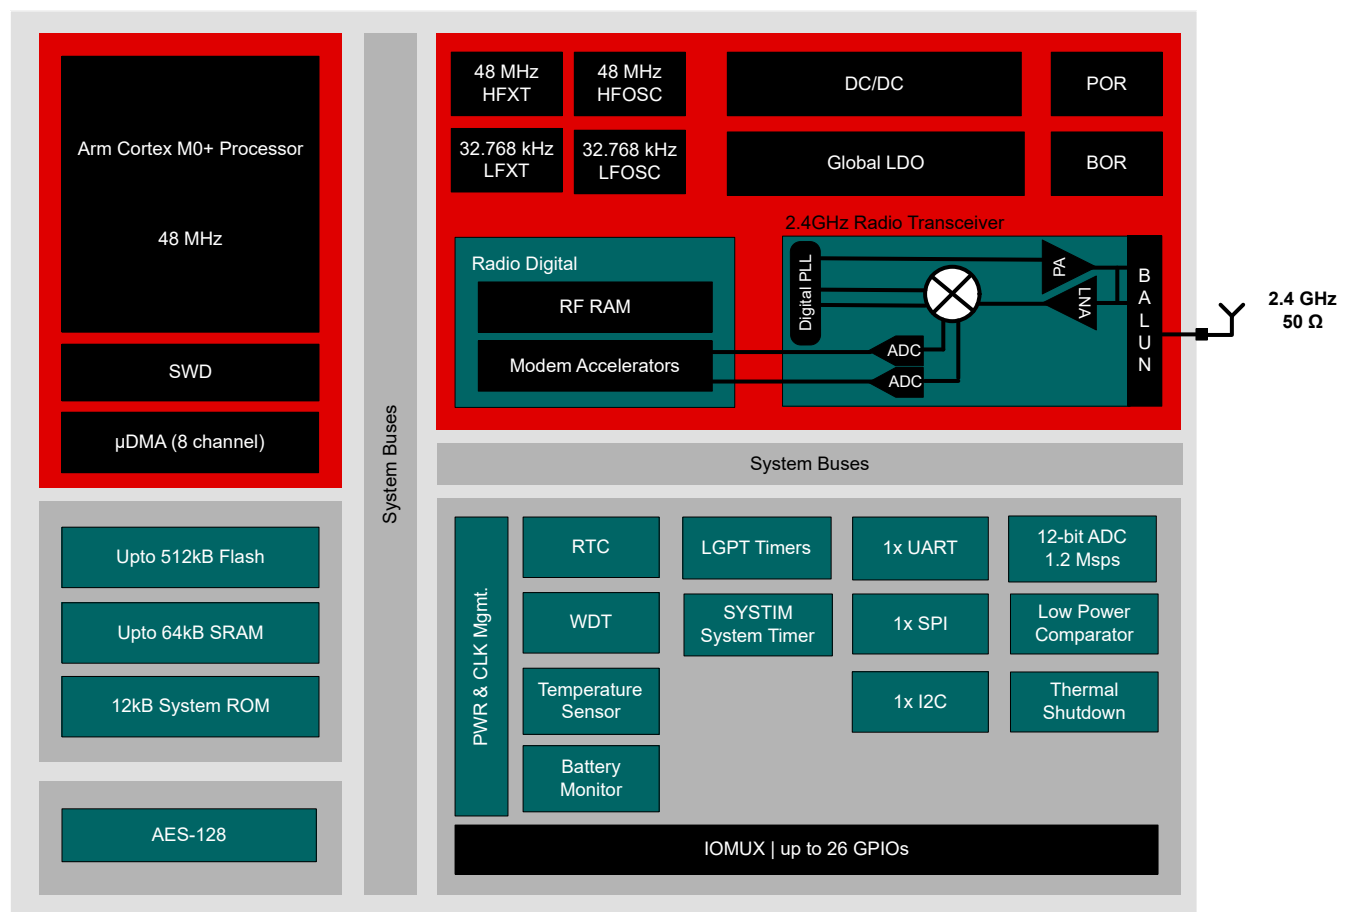 Arm Cortex M0+ Processor
48 MHz
SWD
µDMA (8 channel)
Upto 512kB Flash
Upto 64kB SRAM
12kB System ROM
AES-128
System Buses
48 MHz
HFXT
48 MHz
HFOSC
DC/DC
POR
32.768 kHz
LFXT
32.768 kHz
LFOSC
Global LDO
BOR
Radio Digital
RF RAM
Modem Accelerators
2.4GHz Radio Transceiver
Digital PLL
PA
LNA
ADC
ADC
BALUN
2.4 GHz
50 Ω
System Buses
PWR & CLK Mgmt.
RTC
LGPT Timers
1x UART
12-bit ADC
1.2 Msps
WDT
SYSTIM
System Timer
1x SPI
Low Power
Comparator
Temperature
Sensor
1x I2C
Thermal
Shutdown
Battery
Monitor
IOMUX | up to 26 GPIOs